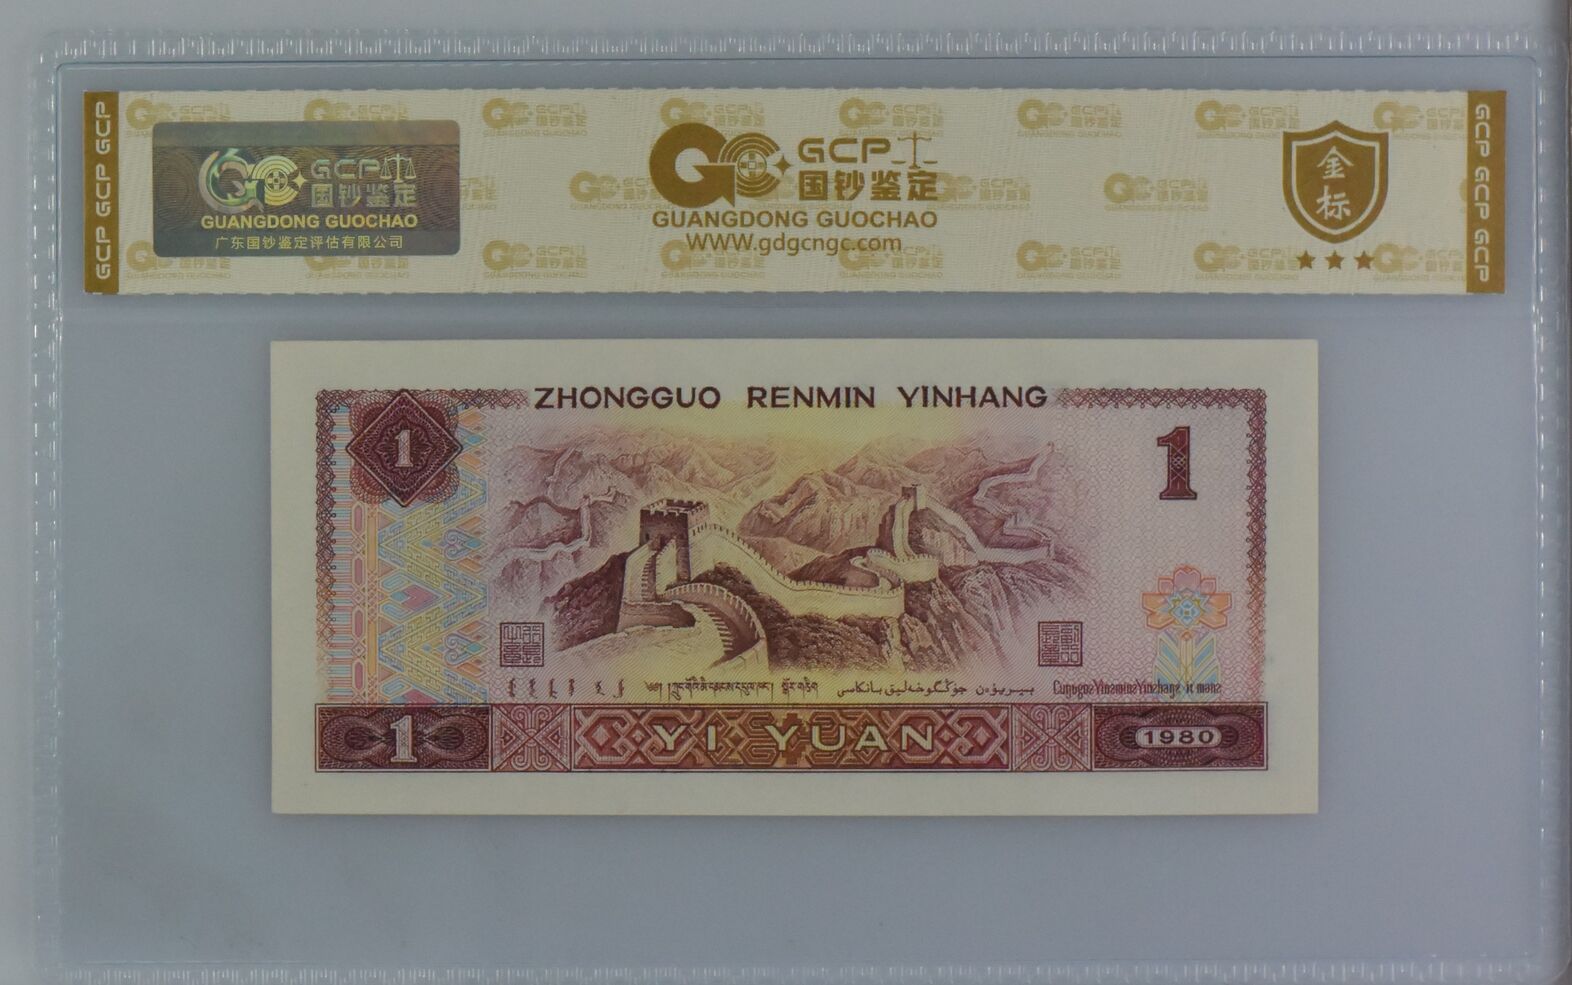 GCP GCP GCP
GCP
国钞鉴定
GUANGDONG GUOCHAO
广东国钞鉴定评估有限公司
GCP
国钞鉴定
GUANGDONG GUOCHAO
WWW.gdgcngc.com
金标
GCP GCP GCP
ZHONGGUO RENMIN YINHANG
1
1
1
YI YUAN
1980